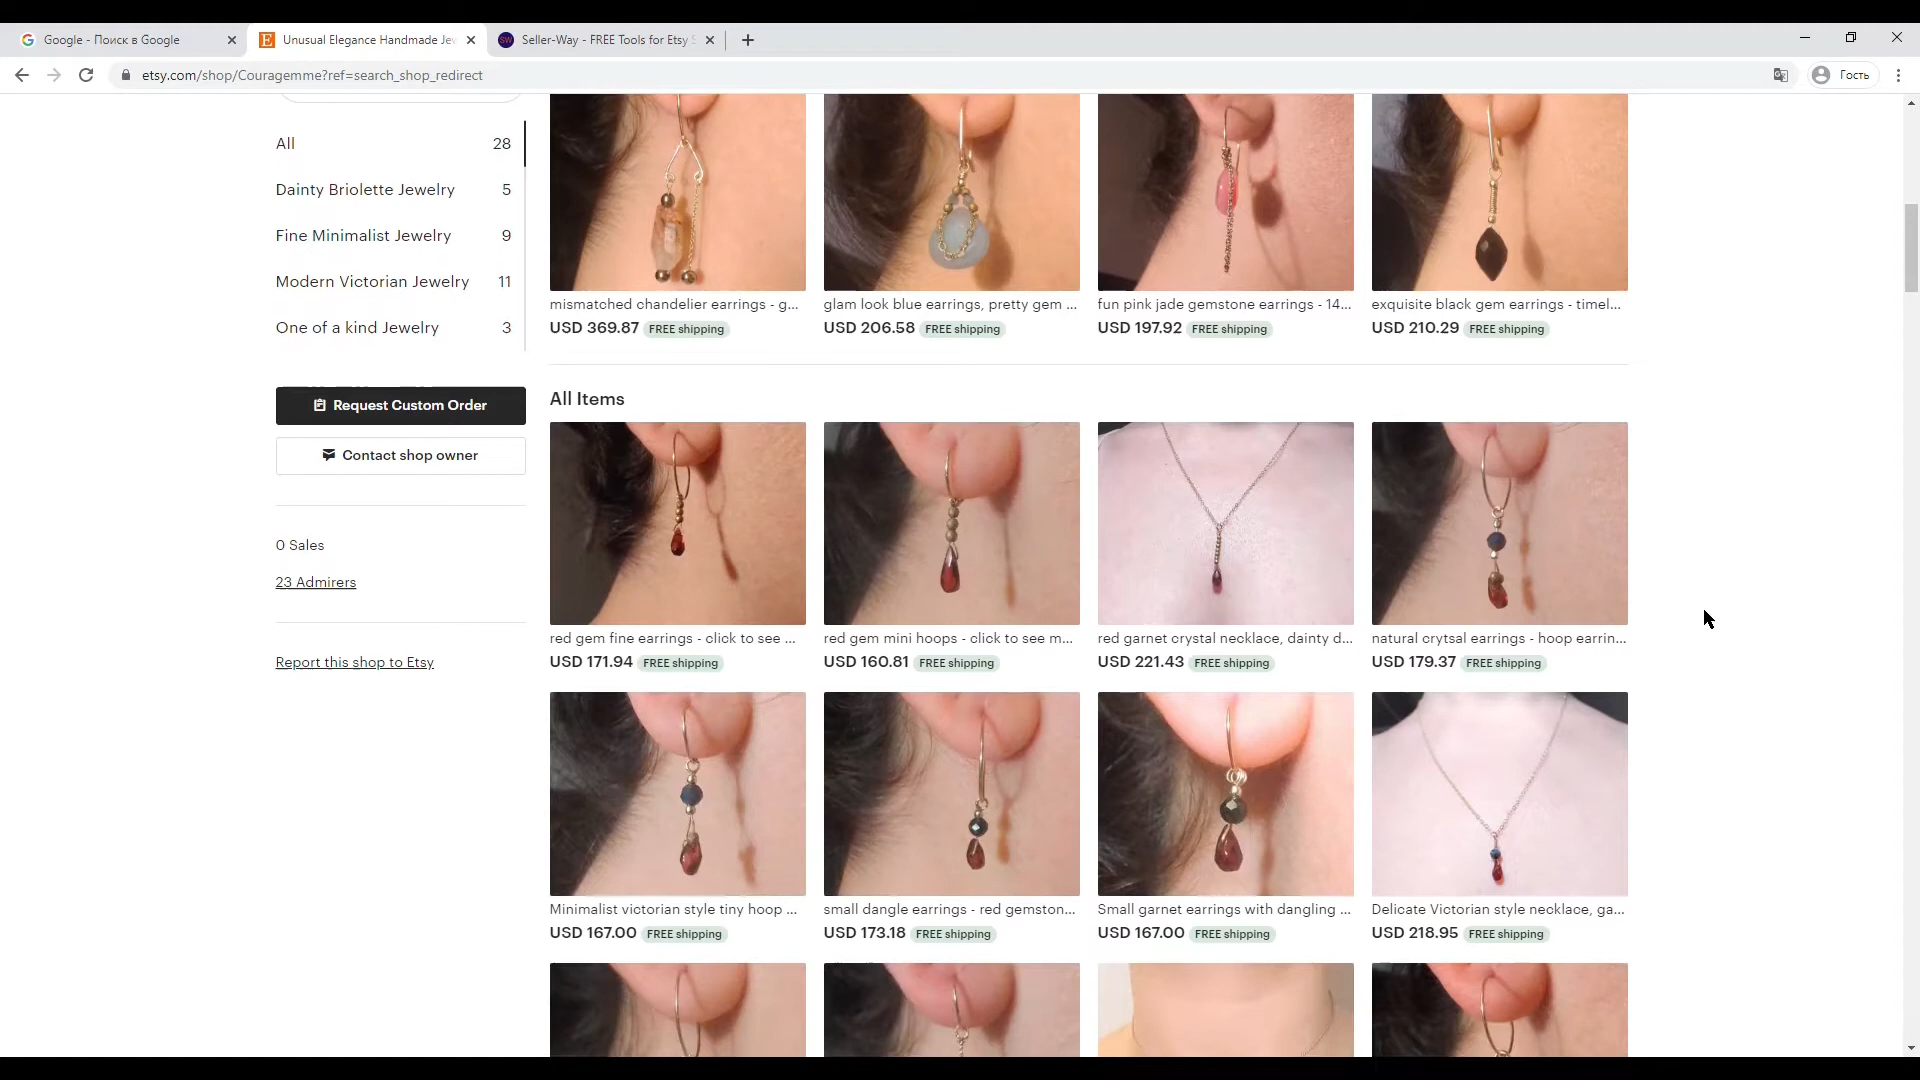 Google - Поиск в Google
Unusual Elegance Handmade Jew
Seller-Way - FREE Tools for Etsy S
etsy.com/shop/Couragemme?ref=search_shop_redirect
Гость
All 28
Dainty Briolette Jewelry 5
Fine Minimalist Jewelry 9
Modern Victorian Jewelry 11
One of a kind Jewelry 3
Request Custom Order
Contact shop owner
0 Sales
23 Admirers
Report this shop to Etsy
mismatched chandelier earrings - g...
USD 369.87 FREE shipping
glam look blue earrings, pretty gem ...
USD 206.58 FREE shipping
fun pink jade gemstone earrings - 14...
USD 197.92 FREE shipping
exquisite black gem earrings - timel...
USD 210.29 FREE shipping
All Items
red gem fine earrings - click to see ...
USD 171.94 FREE shipping
red gem mini hoops - click to see m...
USD 160.81 FREE shipping
red garnet crystal necklace, dainty d...
USD 221.43 FREE shipping
natural crytsal earrings - hoop earrin...
USD 179.37 FREE shipping
Minimalist victorian style tiny hoop ...
USD 167.00 FREE shipping
small dangle earrings - red gemston...
USD 173.18 FREE shipping
Small garnet earrings with dangling ...
USD 167.00 FREE shipping
Delicate Victorian style necklace, ga...
USD 218.95 FREE shipping